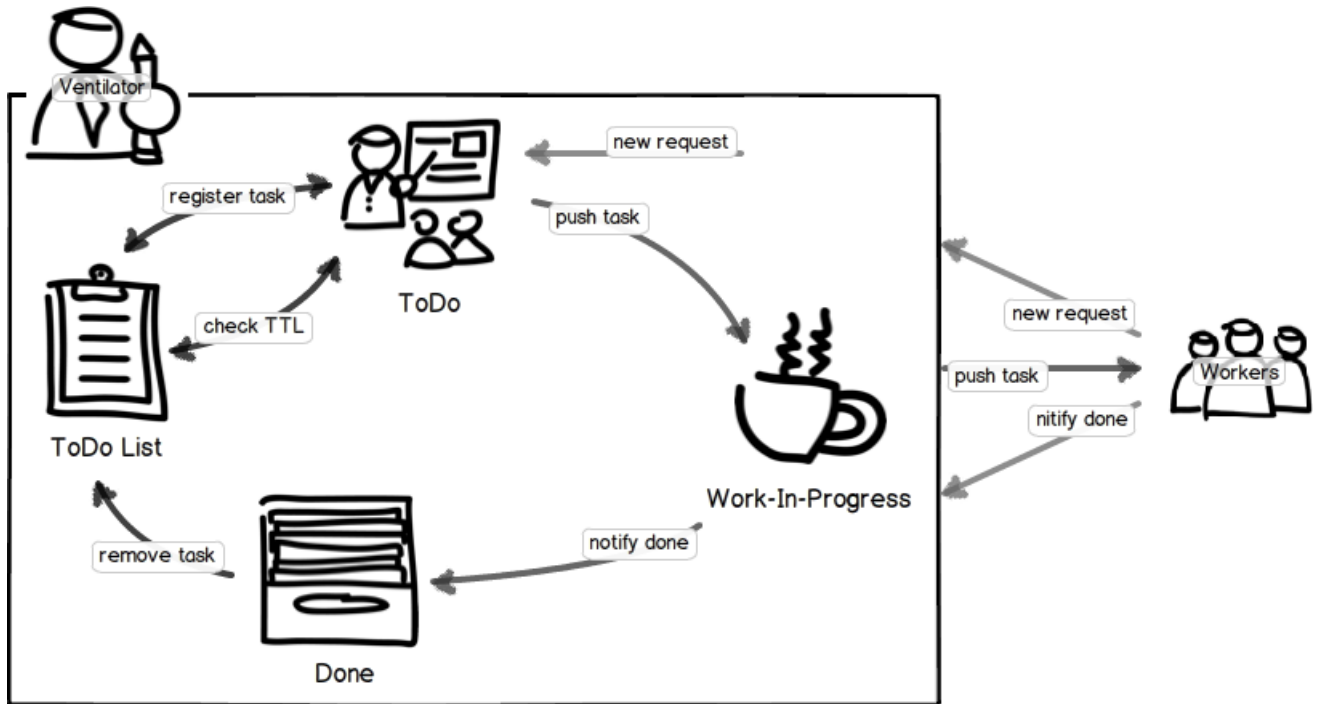 Ventilator
new request
register task
push task
ToDo
check TTL
new request
Workers
push task
nitify done
ToDo List
Work-In-Progress
notify done
remove task
Done